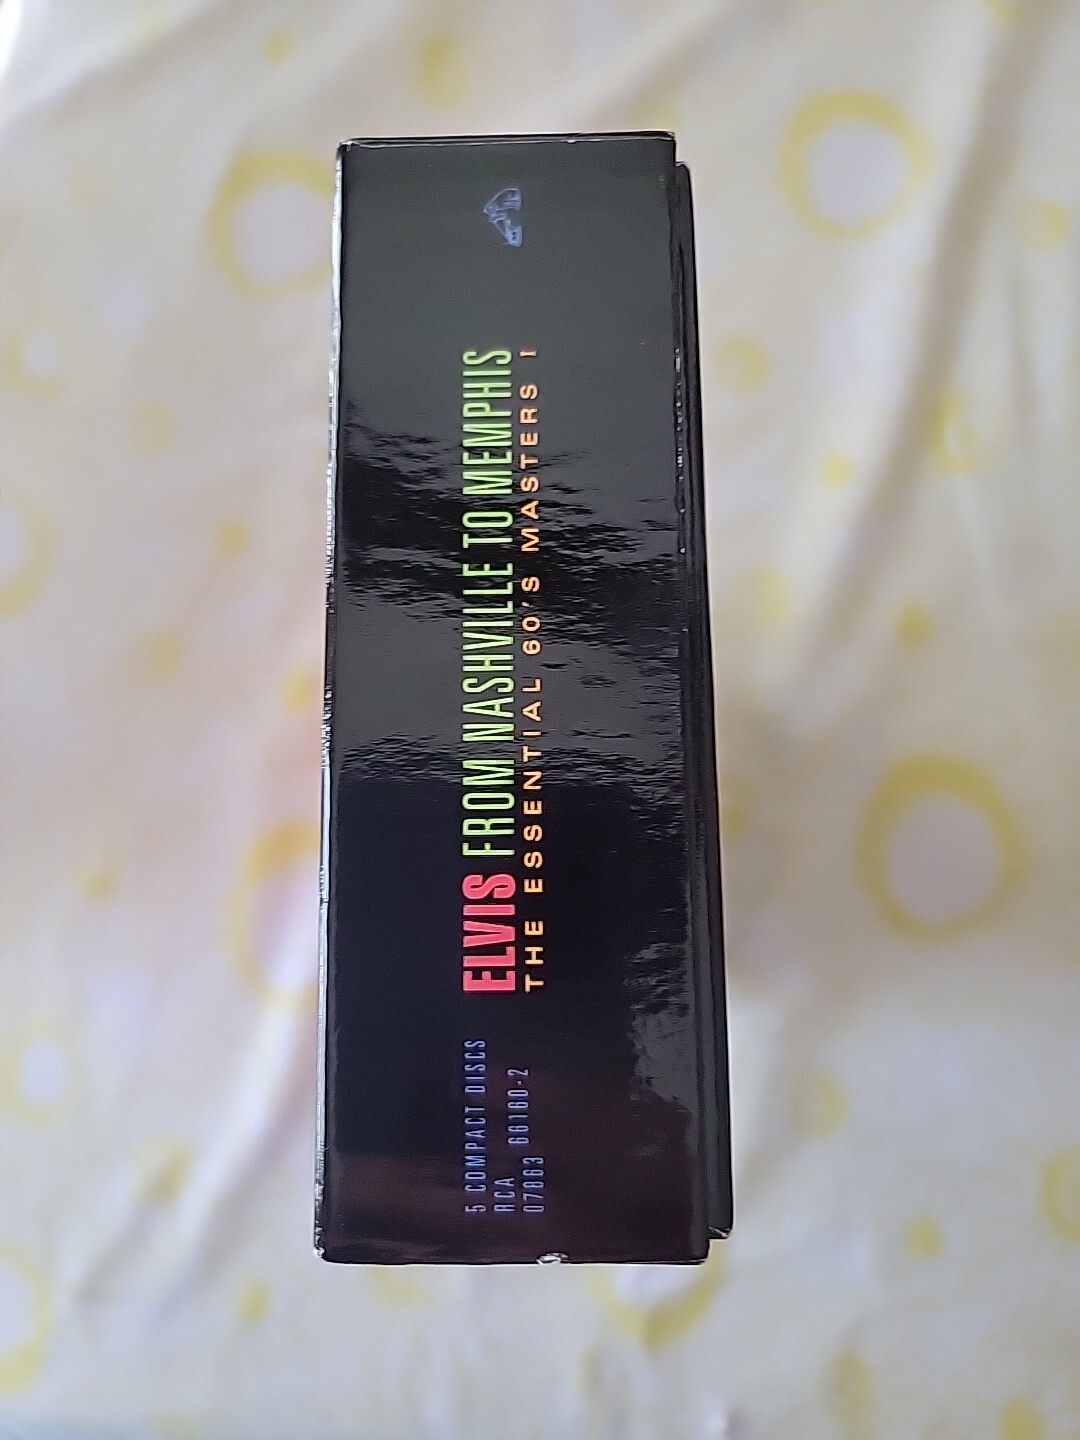 5 COMPACT DISCS
RCA
07863 66160-2
ELVIS FROM NASHVILLE TO MEMPHIS
THE ESSENTIAL 60'S MASTERS I